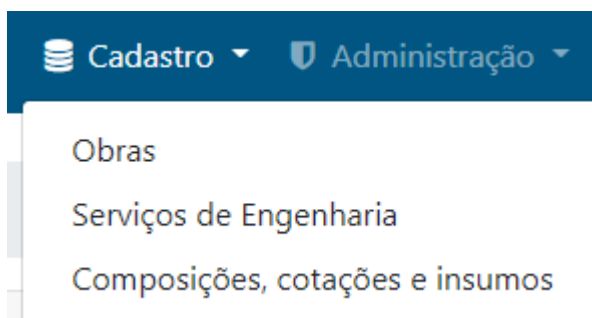 Cadastro Administração
Obras
Serviços de Engenharia
Composições, cotações e insumos